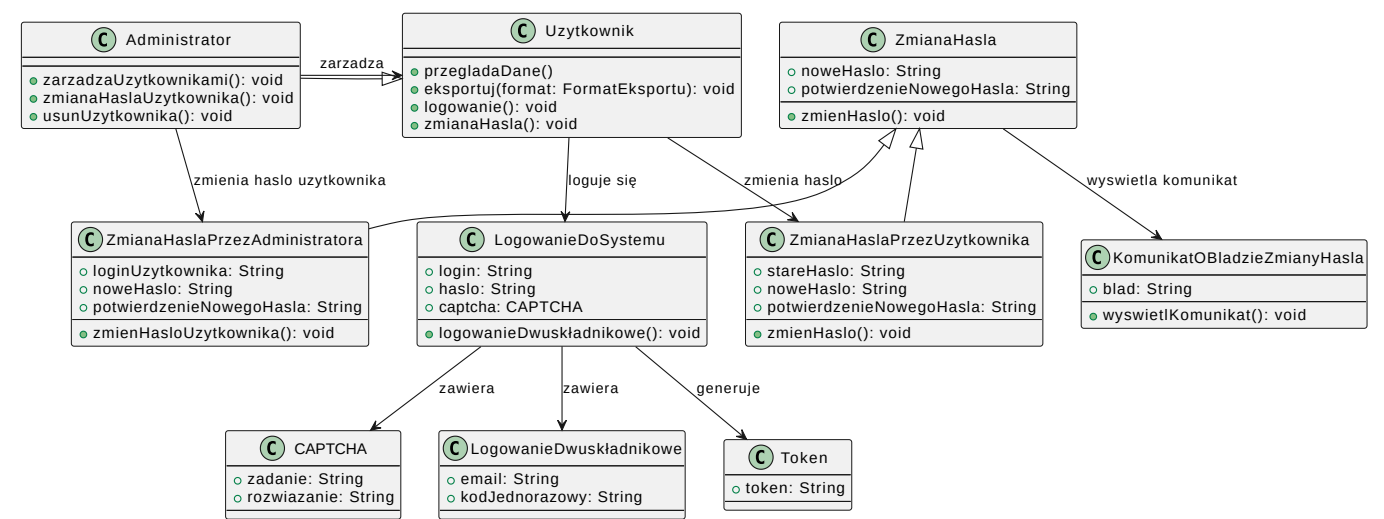 C Administrator
zarzadzaUzytkownikami(): void
zmianaHaslaUzytkownika(): void
usunUzytkownika(): void
zarzadza
C Uzytkownik
przegladaDane()
eksportuj(format: FormatEksportu): void
logowanie(): void
zmianaHasla(): void
C ZmianaHasla
noweHaslo: String
potwierdzenieNowegoHasla: String
zmienHaslo(): void
zmienia haslo uzytkownika
loguje się
zmienia haslo
wyswietla komunikat
C ZmianaHaslaPrzezAdministratora
loginUzytkownika: String
noweHaslo: String
potwierdzenieNowegoHasla: String
zmienHasloUzytkownika(): void
C LogowanieDoSystemu
login: String
haslo: String
captcha: CAPTCHA
logowanieDwuskładnikowe(): void
C ZmianaHaslaPrzezUzytkownika
stareHaslo: String
noweHaslo: String
potwierdzenieNowegoHasla: String
zmienHaslo(): void
C KomunikatOBladzieZmianyHasla
blad: String
wyswietlKomunikat(): void
zawiera
zawiera
generuje
C CAPTCHA
zadanie: String
rozwiazanie: String
C LogowanieDwuskładnikowe
email: String
kodJednorazowy: String
C Token
token: String